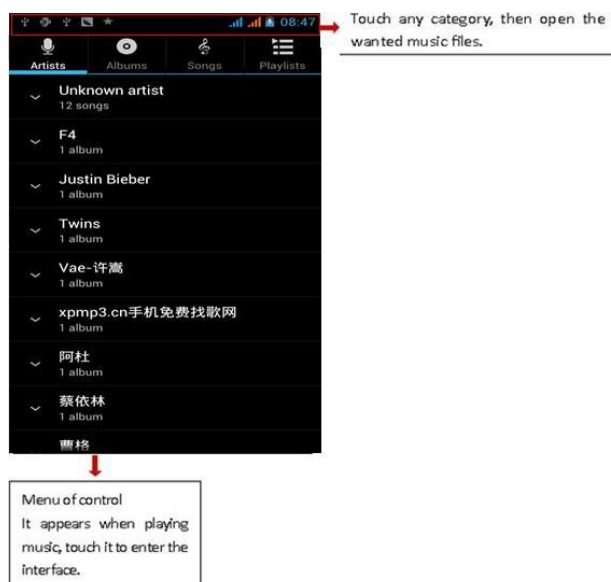 08:47
Touch any category, then open the
wanted music files.
Artists Albums Songs Playlists
Unknown artist
12 songs
F4
1 album
Justin Bieber
1 album
Twins
1 album
Vae-许嵩
1 album
xpmp3.cn手机免费找歌网
1 album
阿杜
1 album
蔡依林
1 album
曹格
Menu of control
It appears when playing
music, touch it to enter the
interface.